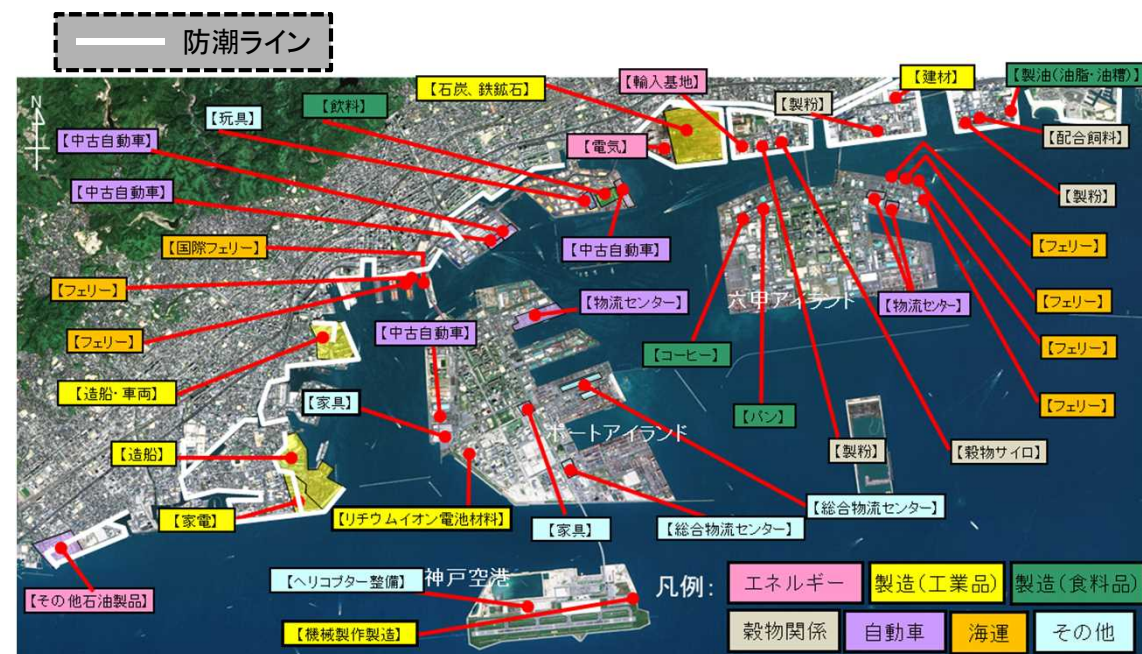 防潮ライン
N
【石炭、鉄鉱石】
【輸入基地】
【建材】
【製油(油脂・油糟)】
【飲料】
【製粉】
【玩具】
【中古自動車】
【電気】
【配合飼料】
【中古自動車】
【製粉】
【国際フェリー】
【中古自動車】
【フェリー】
【フェリー】
【物流センター】
六甲アイランド
【物流センター】
【フェリー】
【フェリー】
【中古自動車】
【コーヒー】
【フェリー】
【造船・車両】
【家具】
【パン】
【フェリー】
ポートアイランド
【造船】
【製粉】
【穀物サイロ】
【家電】
【リチウムイオン電池材料】
【家具】
【総合物流センター】
【総合物流センター】
【その他石油製品】
【ヘリコプター整備】
神戸空港
【機械製作製造】
凡例:
エネルギー
製造(工業品)
製造(食料品)
穀物関係
自動車
海運
その他